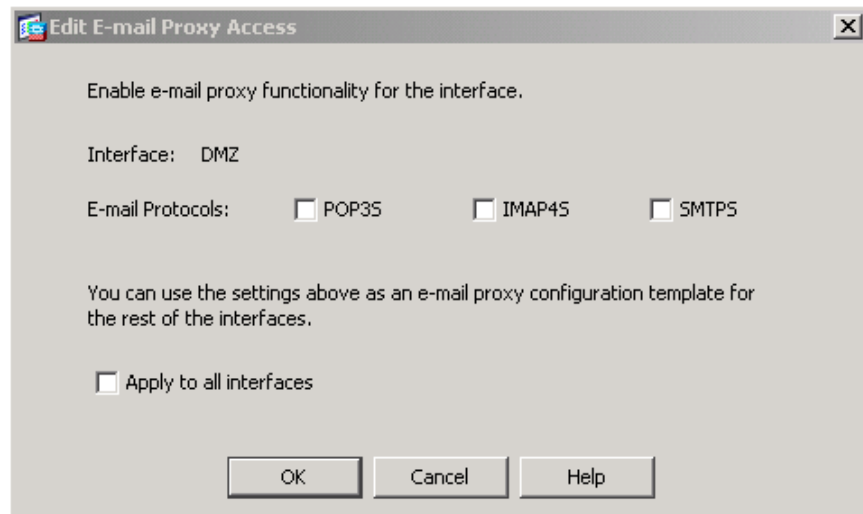 Edit E-mail Proxy Access
Enable e-mail proxy functionality for the interface.
Interface: DMZ
E-mail Protocols: POP3S IMAP4S SMTPS
You can use the settings above as an e-mail proxy configuration template for
the rest of the interfaces.
Apply to all interfaces
OK Cancel Help